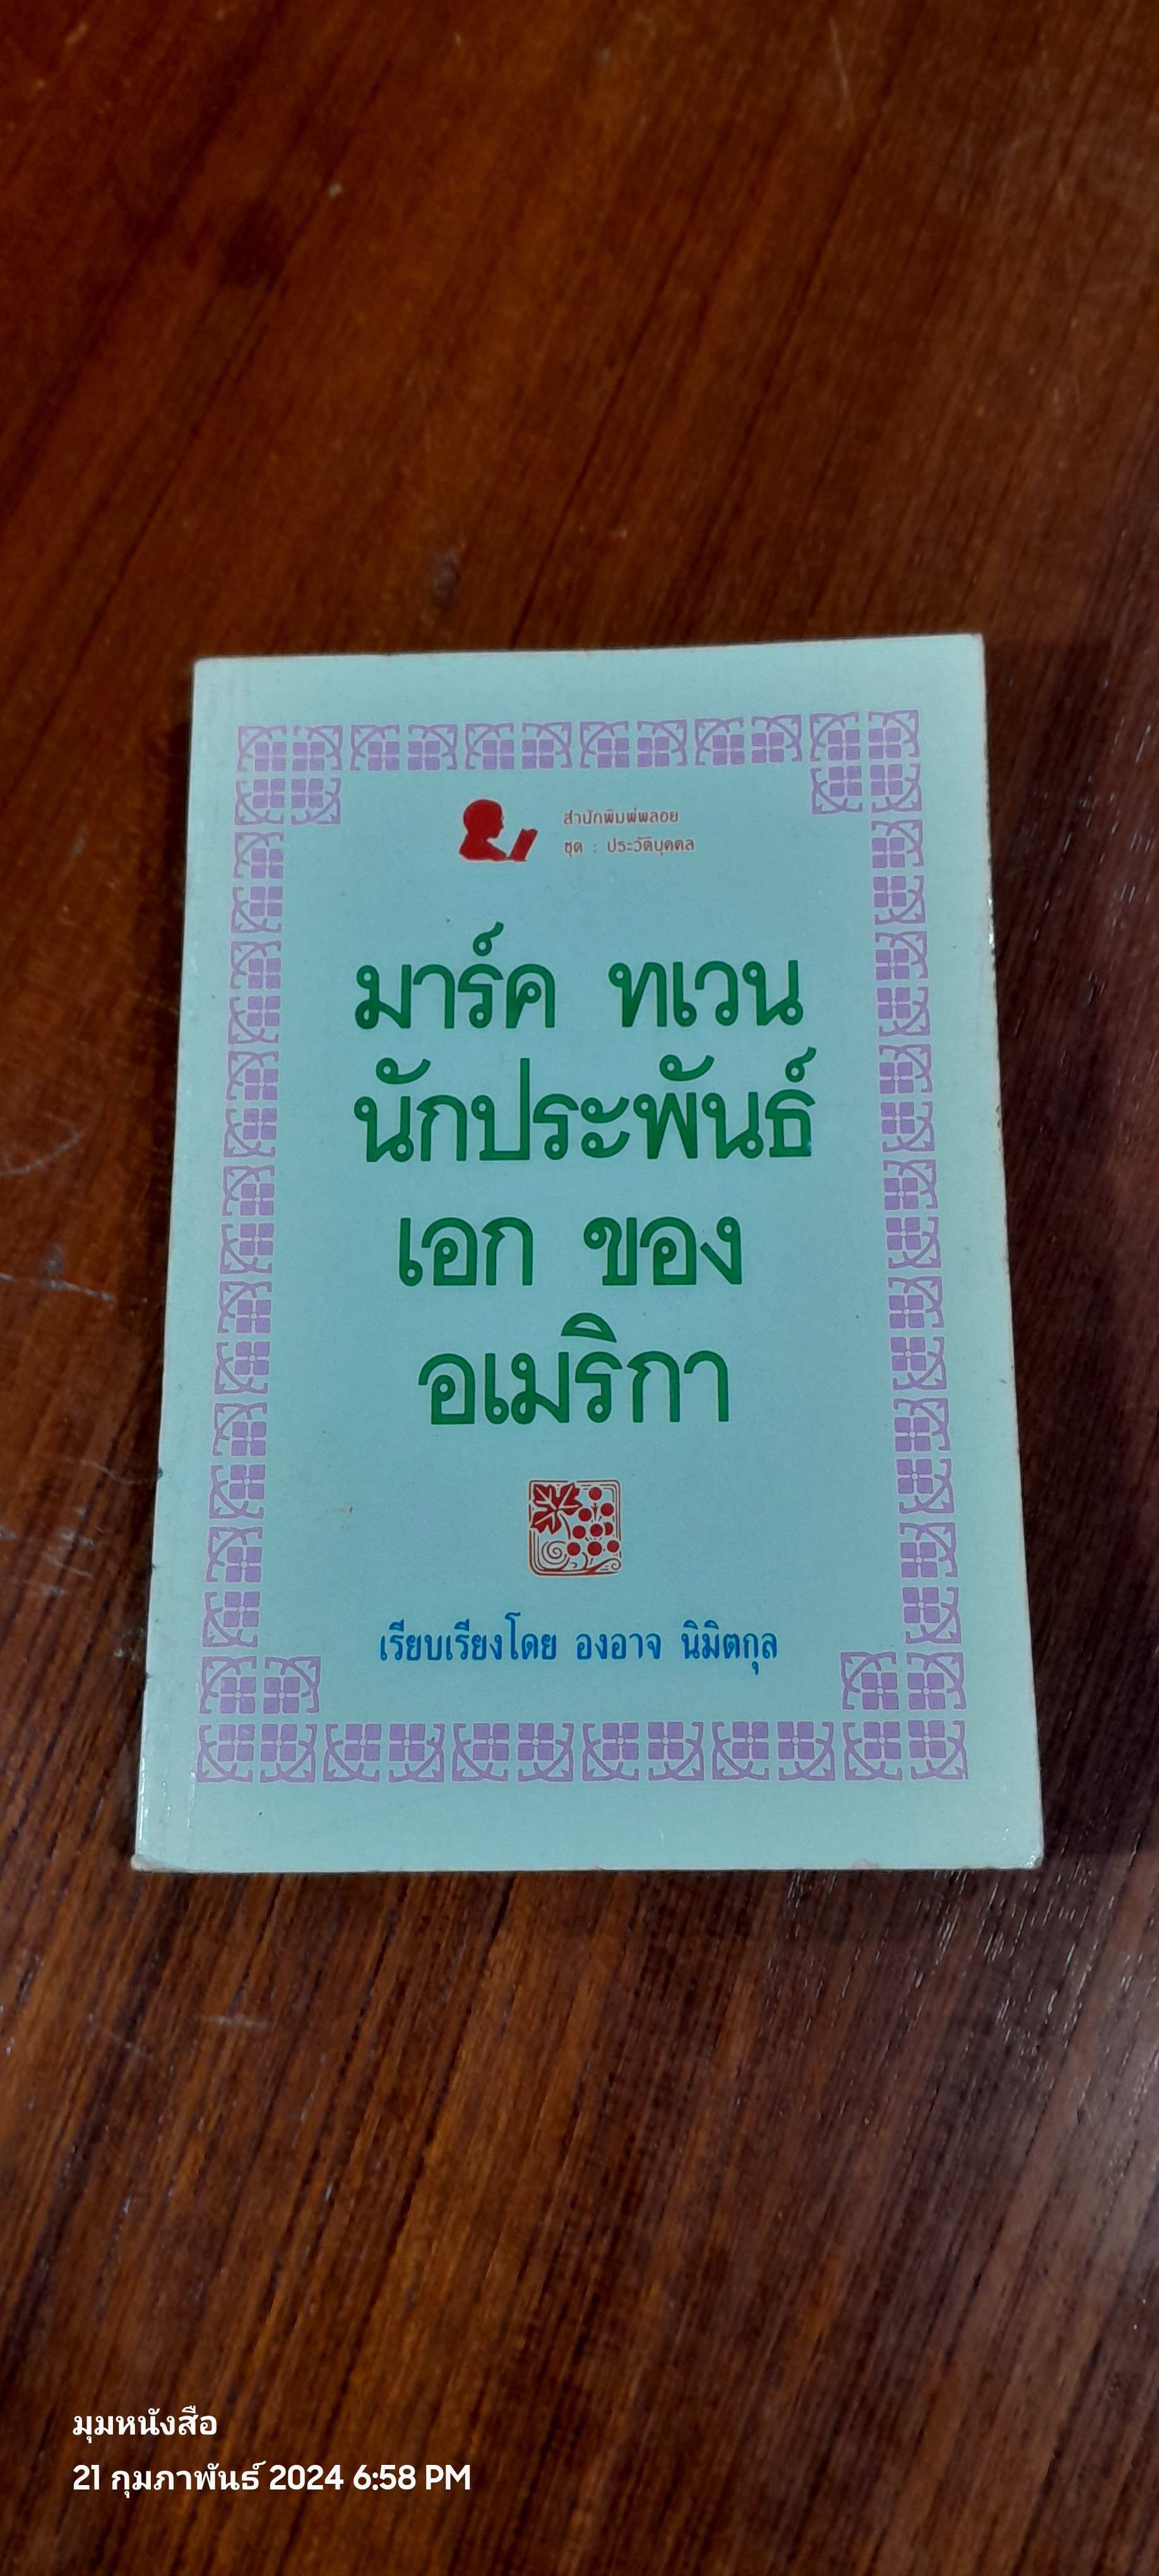 สำนักพิมพ์พลอย
ชุด : ประวัติบุคคล
มาร์ค ทเวน
นักประพันธ์
เอก ของ
อเมริกา
เรียบเรียงโดย องอาจ นิมิตกุล
มุมหนังสือ
21 กุมภาพันธ์ 2024 6:58 PM